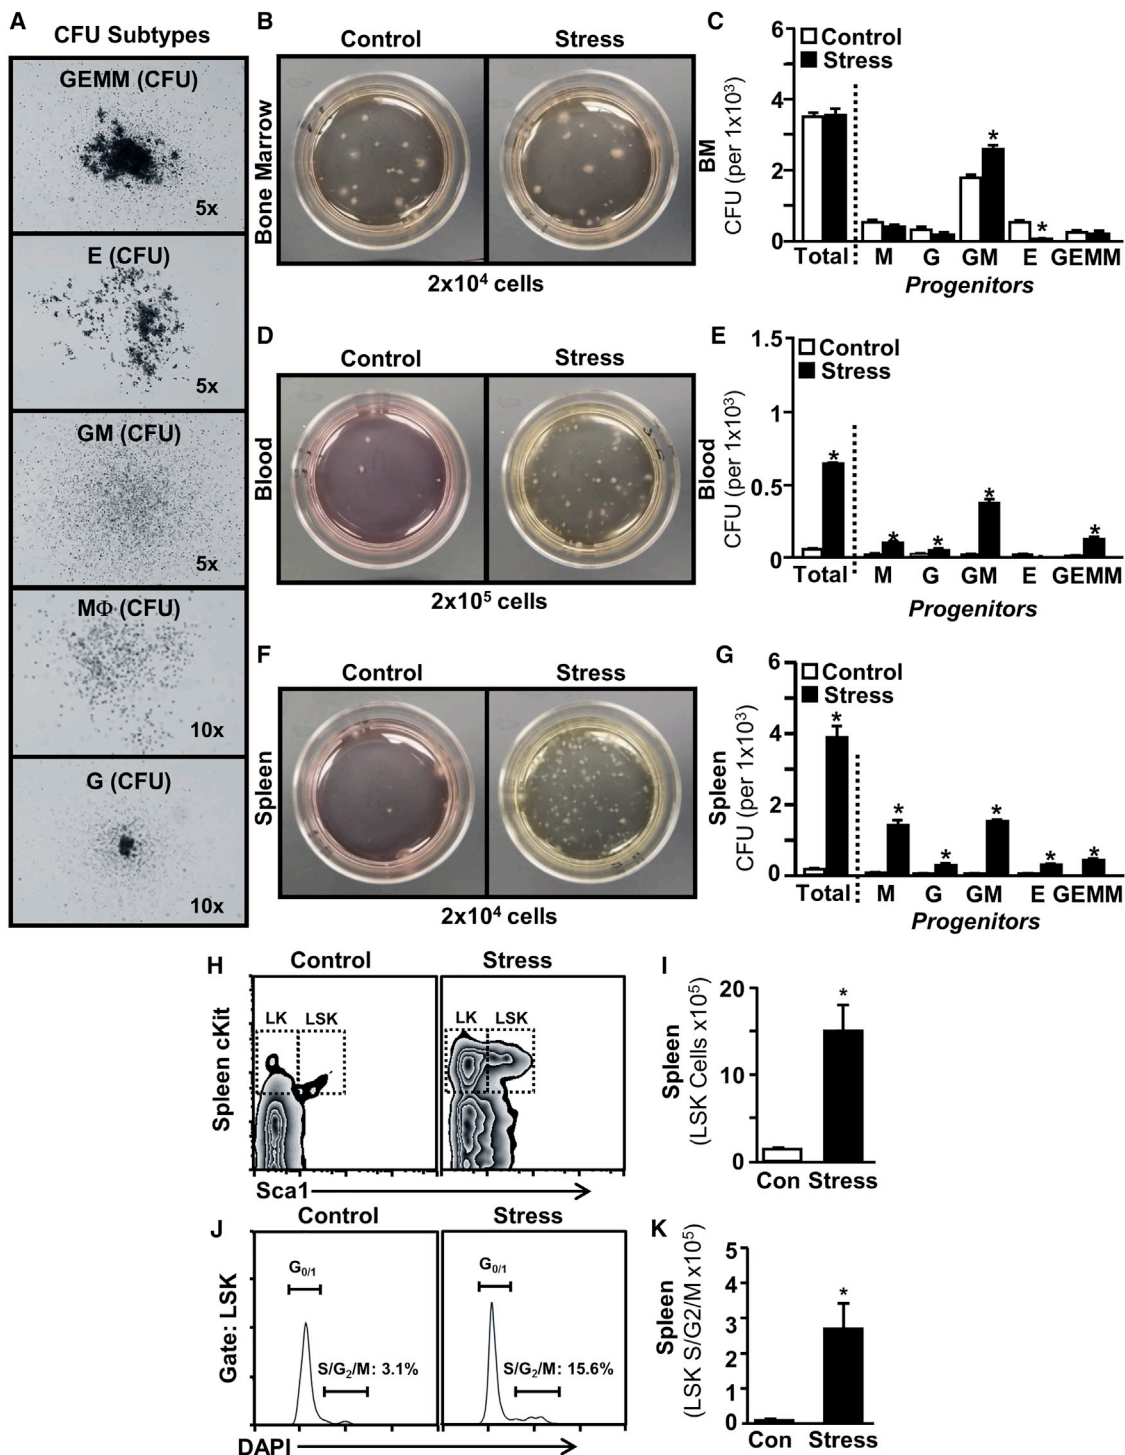 A
CFU Subtypes
GEMM (CFU)
5x
E (CFU)
5x
GM (CFU)
5x
MΦ (CFU)
10x
G (CFU)
10x
B
Control Stress
Bone Marrow
2x10⁴ cells
C
6
4
2
0
BM
CFU (per 1x10³)
Control
Stress
*
*
Total M G GM E GEMM
Progenitors
D
Control Stress
Blood
2x10⁵ cells
E
1.5
1
0.5
0
Blood
CFU (per 1x10³)
Control
Stress
* * * * *
Total M G GM E GEMM
Progenitors
F
Control Stress
Spleen
2x10⁴ cells
G
6
4
2
0
Spleen
CFU (per 1x10³)
Control
Stress
* * * * * *
Total M G GM E GEMM
Progenitors
H
Control Stress
Spleen cKit
LK LSK
LK LSK
Sca1
I
20
10
0
Spleen
(LSK Cells x10⁵)
*
Con Stress
J
Control Stress
Gate: LSK
G₀/₁
S/G₂/M: 3.1%
G₀/₁
S/G₂/M: 15.6%
DAPI
K
5
4
3
2
1
0
Spleen
(LSK S/G2/M x10⁵)
*
Con Stress